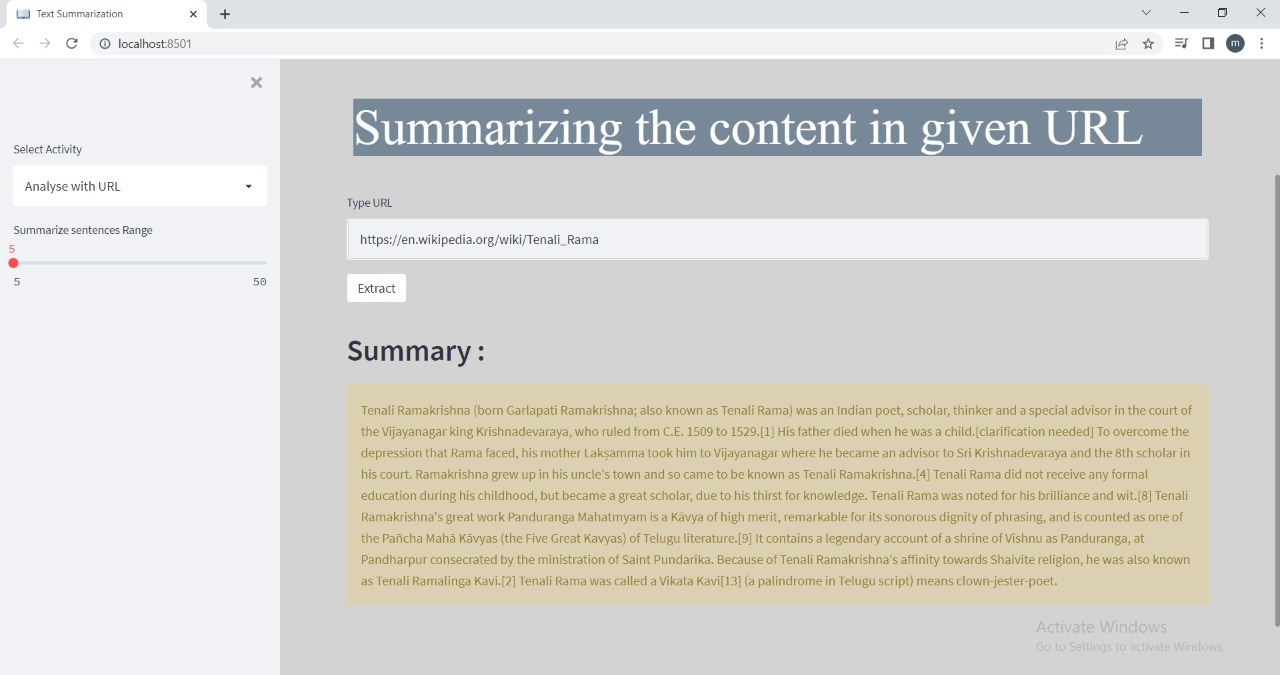 Text Summarization
localhost:8501
m
Select Activity
Analyse with URL
Summarize sentences Range
5
5 50
Summarizing the content in given URL
Type URL
https://en.wikipedia.org/wiki/Tenali_Rama
Extract
Summary :
Tenali Ramakrishna (born Garlapati Ramakrishna; also known as Tenali Rama) was an Indian poet, scholar, thinker and a special advisor in the court of
the Vijayanagar king Krishnadevaraya, who ruled from C.E. 1509 to 1529.[1] His father died when he was a child.[clarification needed] To overcome the
depression that Rama faced, his mother Lakṣamma took him to Vijayanagar where he became an advisor to Sri Krishnadevaraya and the 8th scholar in
his court. Ramakrishna grew up in his uncle's town and so came to be known as Tenali Ramakrishna.[4] Tenali Rama did not receive any formal
education during his childhood, but became a great scholar, due to his thirst for knowledge. Tenali Rama was noted for his brilliance and wit.[8] Tenali
Ramakrishna's great work Panduranga Mahatmyam is a Kāvya of high merit, remarkable for its sonorous dignity of phrasing, and is counted as one of
the Pañcha Mahā Kāvyas (the Five Great Kavyas) of Telugu literature.[9] It contains a legendary account of a shrine of Vishnu as Panduranga, at
Pandharpur consecrated by the ministration of Saint Pundarika. Because of Tenali Ramakrishna's affinity towards Shaivite religion, he was also known
as Tenali Ramalinga Kavi.[2] Tenali Rama was called a Vikata Kavi[13] (a palindrome in Telugu script) means clown-jester-poet.
Activate Windows
Go to Settings to activate Windows.